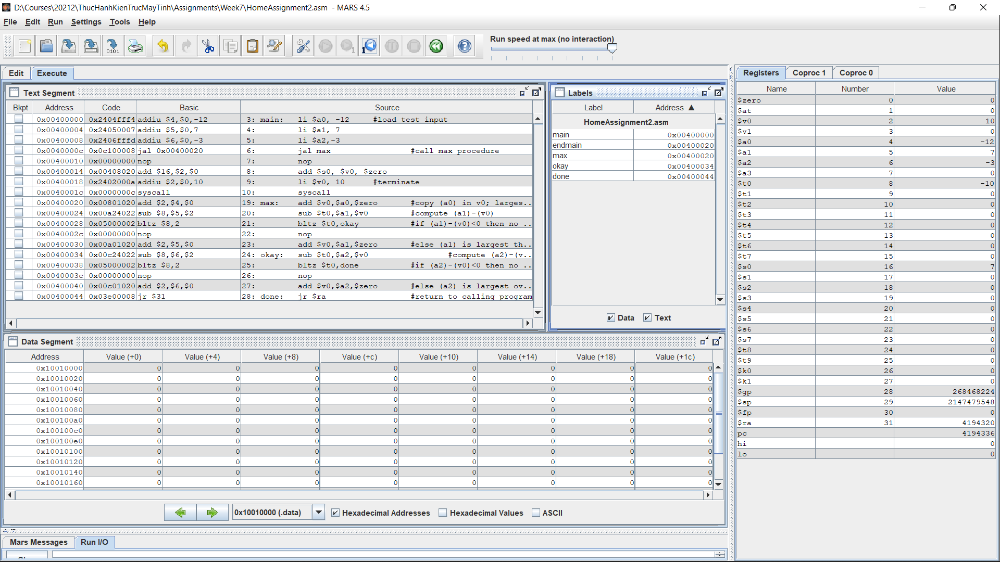 D:\Courses\20212\ThucHanhKienTrucMayTinh\Assignments\Week7\HomeAssignment2.asm - MARS 4.5
File Edit Run Settings Tools Help
Run speed at max (no interaction)
Edit Execute
Text Segment
Bkpt Address Code Basic Source
0x00400000 0x2404fff4 addiu $4,$0,-12 3: main: li $a0, -12 #load test input
0x00400004 0x24050007 addiu $5,$0,7 4: li $a1, 7
0x00400008 0x2406fffd addiu $6,$0,-3 5: li $a2,-3
0x0040000c 0x0c100008 jal 0x00400020 6: jal max #call max procedure
0x00400010 0x00000000 nop 7: nop
0x00400014 0x00408020 add $16,$2,$0 8: add $s0, $v0, $zero
0x00400018 0x2402000a addiu $2,$0,10 9: li $v0, 10 #terminate
0x0040001c 0x0000000c syscall 10: syscall
0x00400020 0x00801020 add $2,$4,$0 19: max: add $v0,$a0,$zero #copy (a0) in v0; larges...
0x00400024 0x00a24022 sub $8,$5,$2 20: sub $t0,$a1,$v0 #compute (a1)-(v0)
0x00400028 0x05000002 bltz $8,2 21: bltz $t0,okay #if (a1)-(v0)<0 then no ...
0x0040002c 0x00000000 nop 22: nop
0x00400030 0x00a01020 add $2,$5,$0 23: add $v0,$a1,$zero #else (a1) is largest th...
0x00400034 0x00c24022 sub $8,$6,$2 24: okay: sub $t0,$a2,$v0 #compute (a2)-(v...
0x00400038 0x05000002 bltz $8,2 25: bltz $t0,done #if (a2)-(v0)<0 then no ...
0x0040003c 0x00000000 nop 26: nop
0x00400040 0x00c01020 add $2,$6,$0 27: add $v0,$a2,$zero #else (a2) is largest ov...
0x00400044 0x03e00008 jr $31 28: done: jr $ra #return to calling program
Labels
Label Address ▲
HomeAssignment2.asm
main 0x00400000
endmain 0x00400020
max 0x00400020
okay 0x00400034
done 0x00400044
Data Text
Data Segment
Address Value (+0) Value (+4) Value (+8) Value (+c) Value (+10) Value (+14) Value (+18) Value (+1c)
0x10010000 0 0 0 0 0 0 0 0
0x10010020 0 0 0 0 0 0 0 0
0x10010040 0 0 0 0 0 0 0 0
0x10010060 0 0 0 0 0 0 0 0
0x10010080 0 0 0 0 0 0 0 0
0x100100a0 0 0 0 0 0 0 0 0
0x100100c0 0 0 0 0 0 0 0 0
0x100100e0 0 0 0 0 0 0 0 0
0x10010100 0 0 0 0 0 0 0 0
0x10010120 0 0 0 0 0 0 0 0
0x10010140 0 0 0 0 0 0 0 0
0x10010160 0 0 0 0 0 0 0 0
0x10010000 (.data) Hexadecimal Addresses Hexadecimal Values ASCII
Mars Messages Run I/O
Registers Coproc 1 Coproc 0
Name Number Value
$zero 0 0
$at 1 0
$v0 2 10
$v1 3 0
$a0 4 -12
$a1 5 7
$a2 6 -3
$a3 7 0
$t0 8 -10
$t1 9 0
$t2 10 0
$t3 11 0
$t4 12 0
$t5 13 0
$t6 14 0
$t7 15 0
$s0 16 7
$s1 17 0
$s2 18 0
$s3 19 0
$s4 20 0
$s5 21 0
$s6 22 0
$s7 23 0
$t8 24 0
$t9 25 0
$k0 26 0
$k1 27 0
$gp 28 268468224
$sp 29 2147479548
$fp 30 0
$ra 31 4194320
pc 4194336
hi 0
lo 0